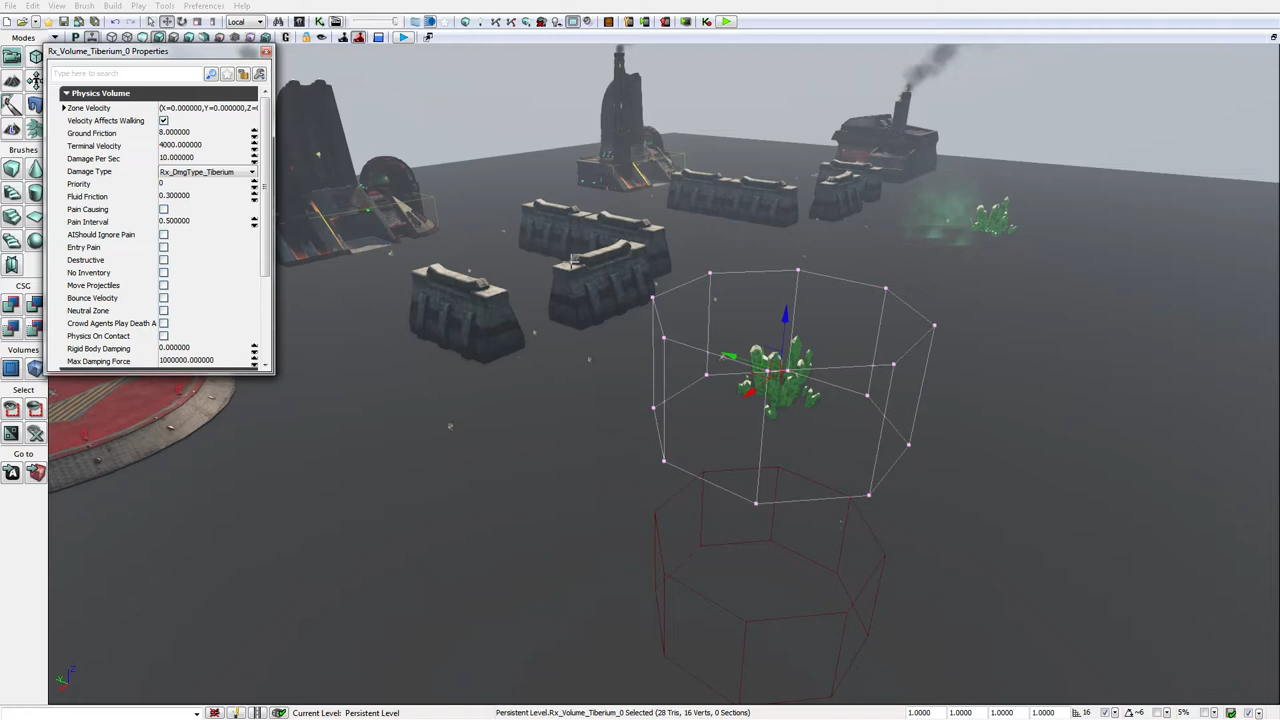 File Edit View Brush Build Play Tools Preferences Help
Local
Modes
Brushes
CSG
Volumes
Select
Go to
Rx_Volume_Tiberium_0 Properties
Type here to search
Physics Volume
Zone Velocity (X=0.000000,Y=0.000000,Z=0
Velocity Affects Walking
Ground Friction 8.000000
Terminal Velocity 4000.000000
Damage Per Sec 10.000000
Damage Type Rx_DmgType_Tiberium
Priority 0
Fluid Friction 0.300000
Pain Causing
Pain Interval 0.500000
AIShould Ignore Pain
Entry Pain
Destructive
No Inventory
Move Projectiles
Bounce Velocity
Neutral Zone
Crowd Agents Play Death A
Physics On Contact
Rigid Body Damping 0.000000
Max Damping Force 1000000.000000
Z
Y
Current Level: Persistent Level
Persistent Level.Rx_Volume_Tiberium_0 Selected (28 Tris, 16 Verts, 0 Sections)
1.0000 1.0000 1.0000 1.0000 16 ~6 5%